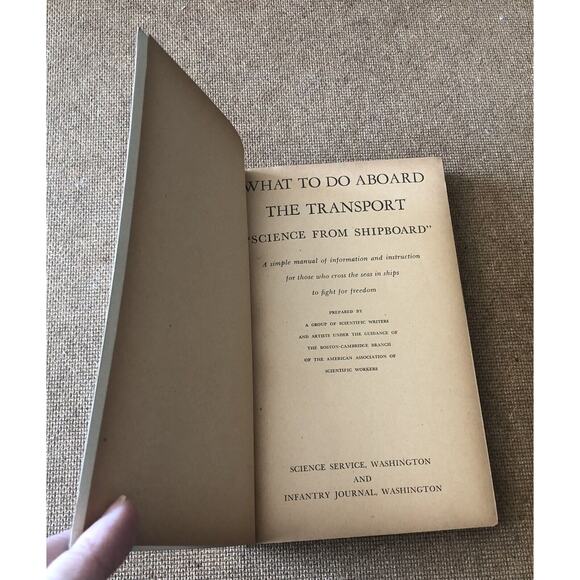 WHAT TO DO ABOARD
THE TRANSPORT
"SCIENCE FROM SHIPBOARD"
A simple manual of information and instruction
for those who cross the seas in ships
to fight for freedom
PREPARED BY
A GROUP OF SCIENTIFIC WRITERS
AND ARTISTS UNDER THE GUIDANCE OF
THE BOSTON-CAMBRIDGE BRANCH
OF THE AMERICAN ASSOCIATION OF
SCIENTIFIC WORKERS
SCIENCE SERVICE, WASHINGTON
AND
INFANTRY JOURNAL, WASHINGTON